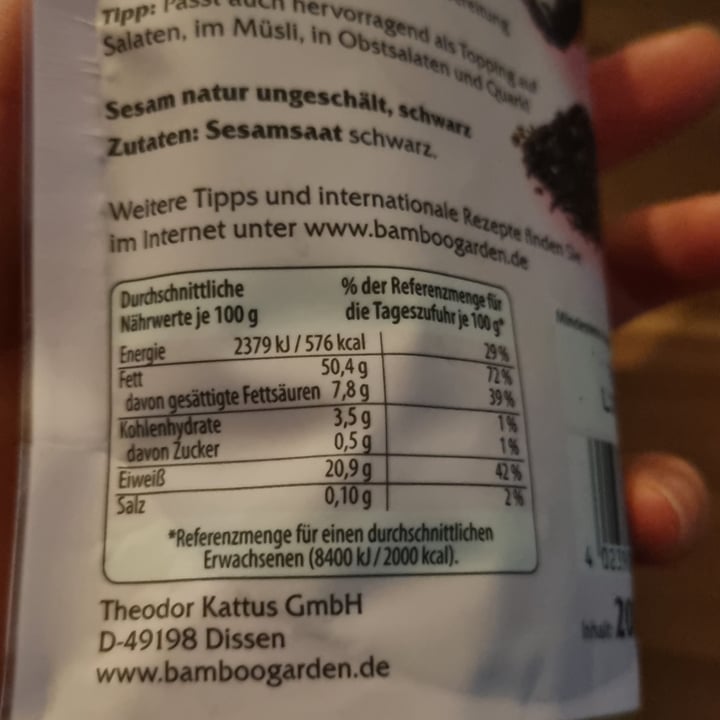 Tipp: Passt auch hervorragend als Topping auf
Salaten, im Müsli, in Obstsalaten und Quark!
Sesam natur ungeschält, schwarz
Zutaten: Sesamsaat schwarz.
Weitere Tipps und internationale Rezepte finden Sie
im Internet unter www.bamboogarden.de
Durchschnittliche % der Referenzmenge für
Nährwerte je 100 g die Tageszufuhr je 100 g*
Energie 2379 kJ / 576 kcal 29%
Fett 50,4 g 72%
davon gesättigte Fettsäuren 7,8 g 39%
Kohlenhydrate 3,5 g 1%
davon Zucker 0,5 g 1%
Eiweiß 20,9 g 42%
Salz 0,10 g 2%
*Referenzmenge für einen durchschnittlichen
Erwachsenen (8400 kJ / 2000 kcal).
Theodor Kattus GmbH
D-49198 Dissen
www.bamboogarden.de
Inhalt: 20